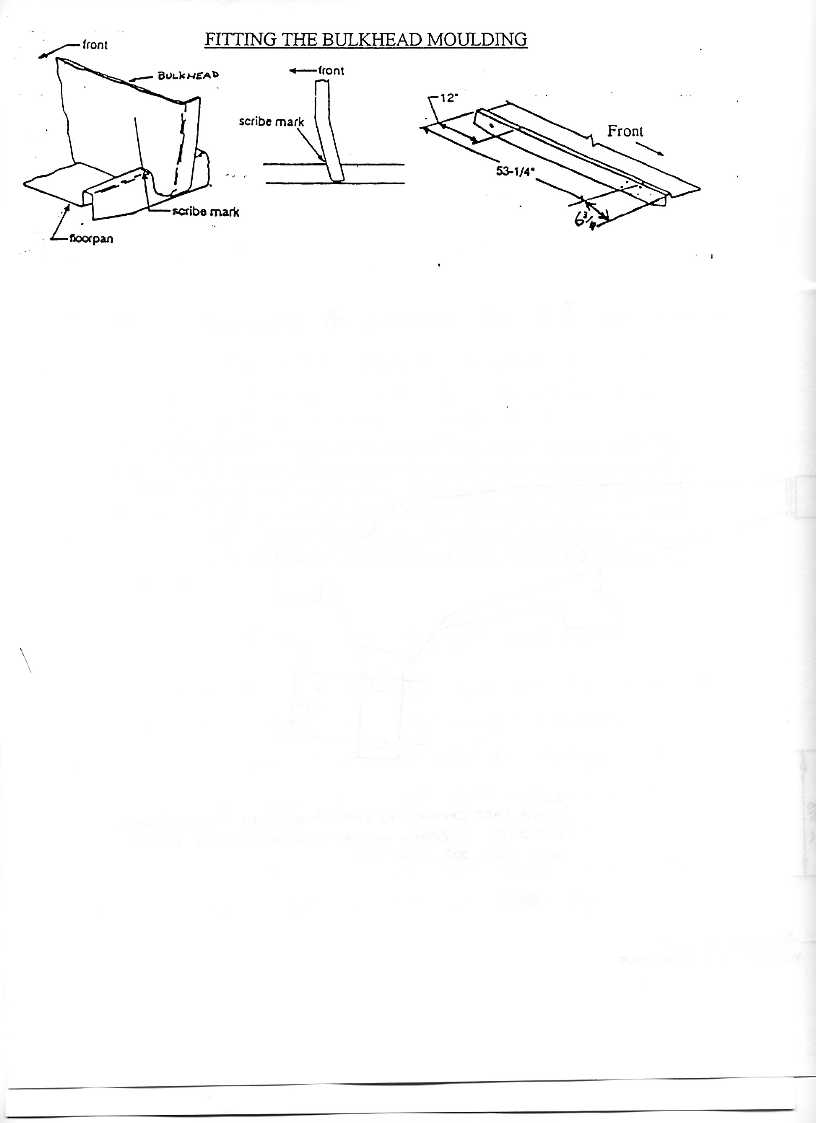 FITTING THE BULKHEAD MOULDING
front
BULKHEAD
scribe mark
floorpan
front
scribe mark
12"
Front
53-1/4"
6 3/4"